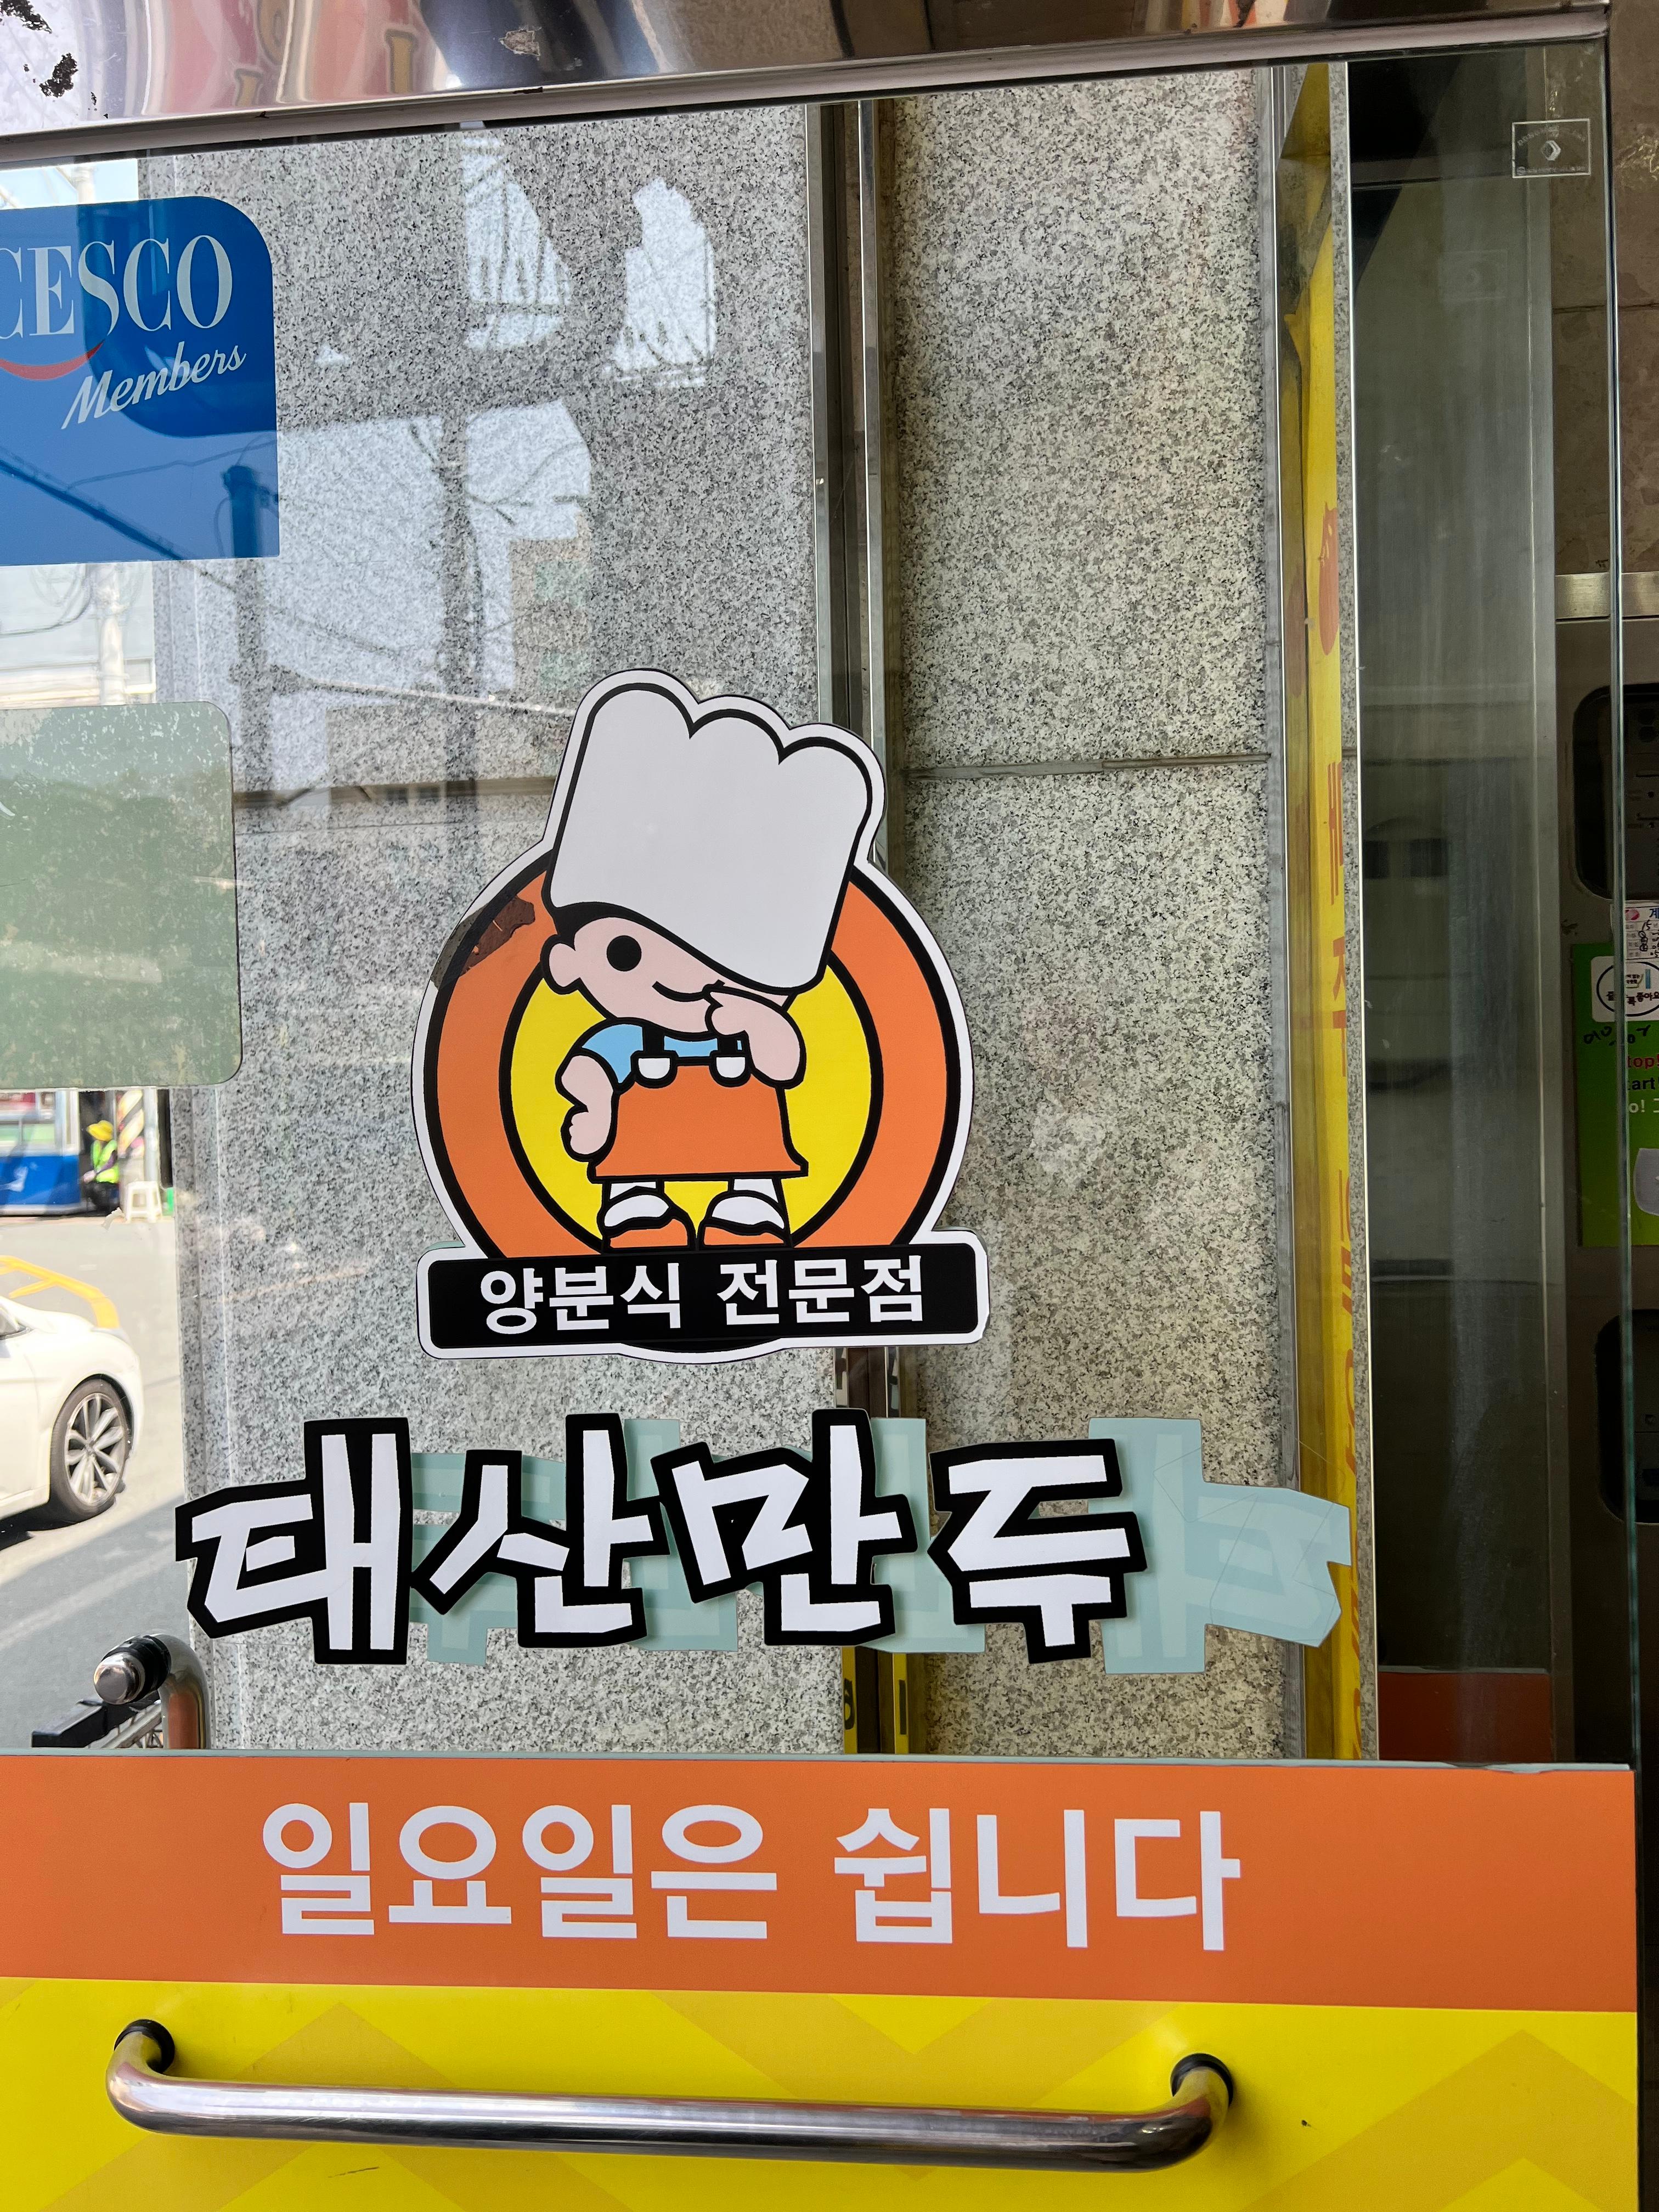 CESCO
Members
양분식 전문점
태산만두
일요일은 쉽니다